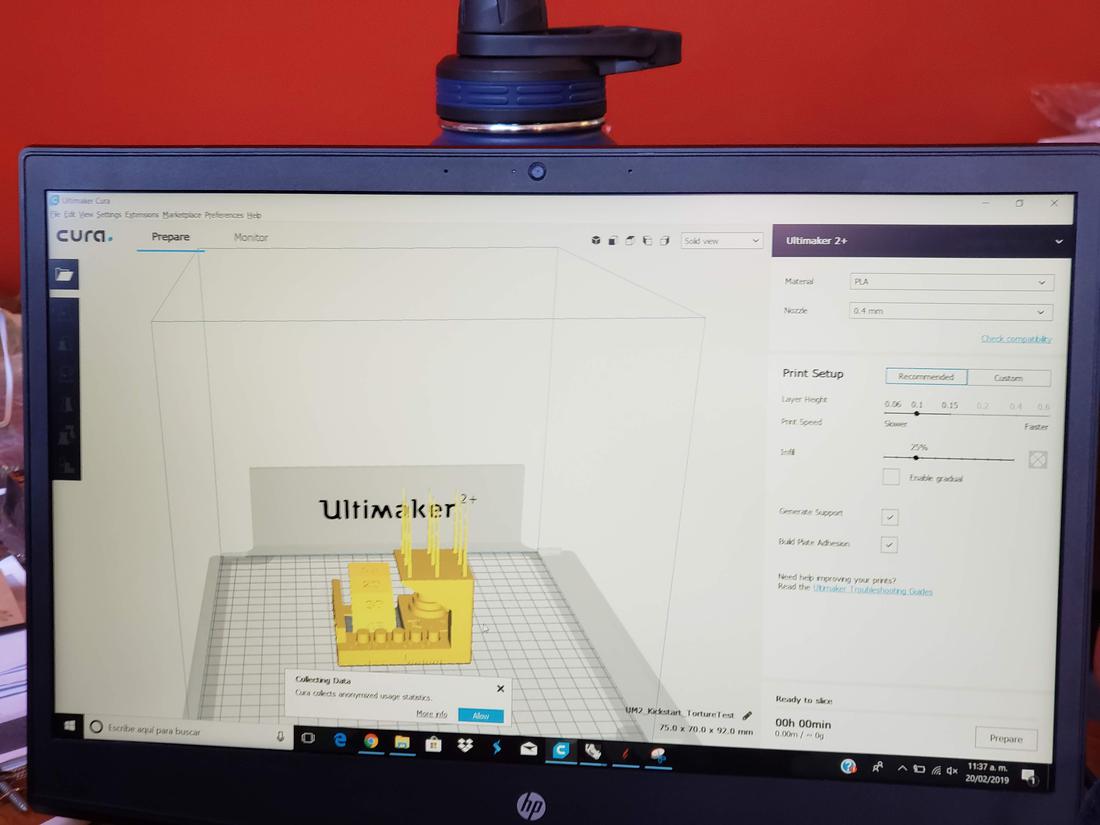 Ultimaker Cura
File Edit View Settings Extensions Marketplace Preferences Help
cura.
Prepare
Monitor
Solid view
Ultimaker 2+
Material
PLA
Nozzle
0.4 mm
Check compatibility
Print Setup
Recommended
Custom
Layer Height
0.06 0.1 0.15 0.2 0.4 0.6
Print Speed
Slower
Faster
Infill
25%
Enable gradual
Generate Support
Build Plate Adhesion
Need help improving your prints?
Read the Ultimaker Troubleshooting Guides
Ultimaker 2+
Collecting Data
Cura collects anonymized usage statistics.
More info
Allow
UM2_Kickstart_TortureTest
75.0 x 70.0 x 92.0 mm
Ready to slice
00h 00min
0.00m / ~ 0g
Prepare
Escribe aquí para buscar
11:37 a. m.
20/02/2019
1
hp